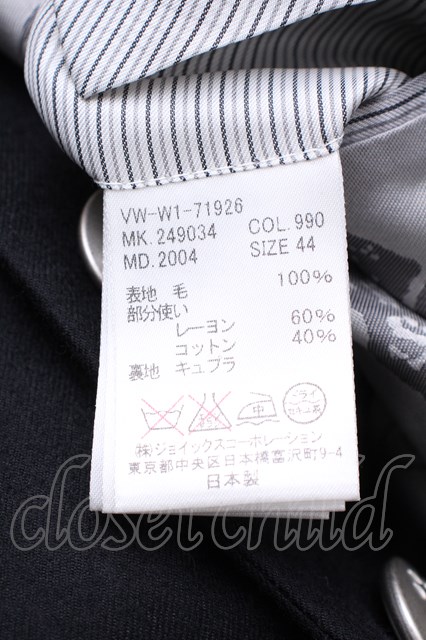 VW-W1-71926
MK.249034 COL.990
MD.2004 SIZE 44
表地 毛 100%
部分使い
レーヨン 60%
コットン 40%
裏地 キュプラ
中 ドライ
㈱ジョイックスコーポレーション
東京都中央区日本橋富沢町9-4
日本製
closet child